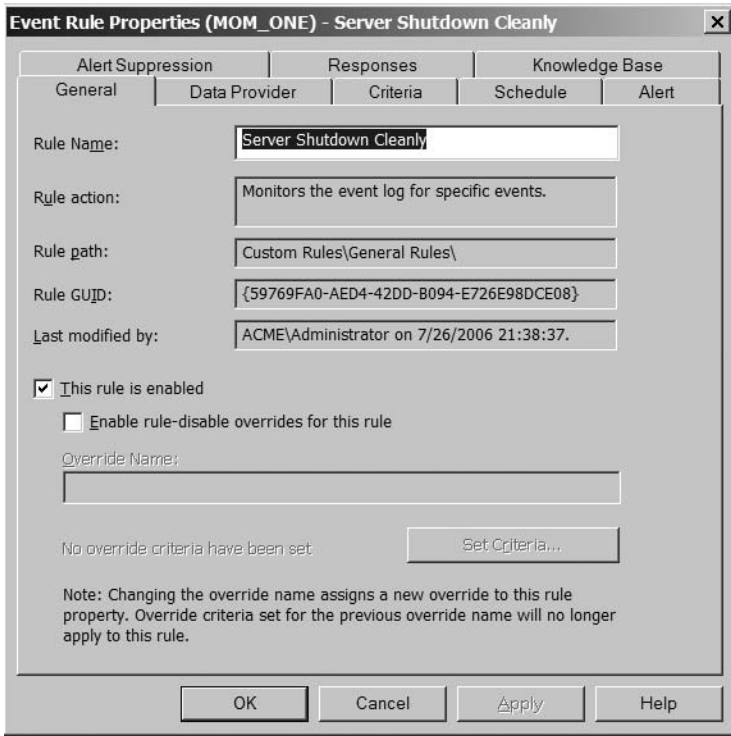 Event Rule Properties (MOM_ONE) - Server Shutdown Cleanly
Alert Suppression Responses Knowledge Base
General Data Provider Criteria Schedule Alert
Rule Name: Server Shutdown Cleanly
Rule action: Monitors the event log for specific events.
Rule path: Custom Rules\General Rules\
Rule GUID: {59769FA0-AED4-42DD-B094-E726E98DCE08}
Last modified by: ACME\Administrator on 7/26/2006 21:38:37.
This rule is enabled
Enable rule-disable overrides for this rule
Override Name:
No override criteria have been set Set Criteria...
Note: Changing the override name assigns a new override to this rule
property. Override criteria set for the previous override name will no longer
apply to this rule.
OK Cancel Apply Help